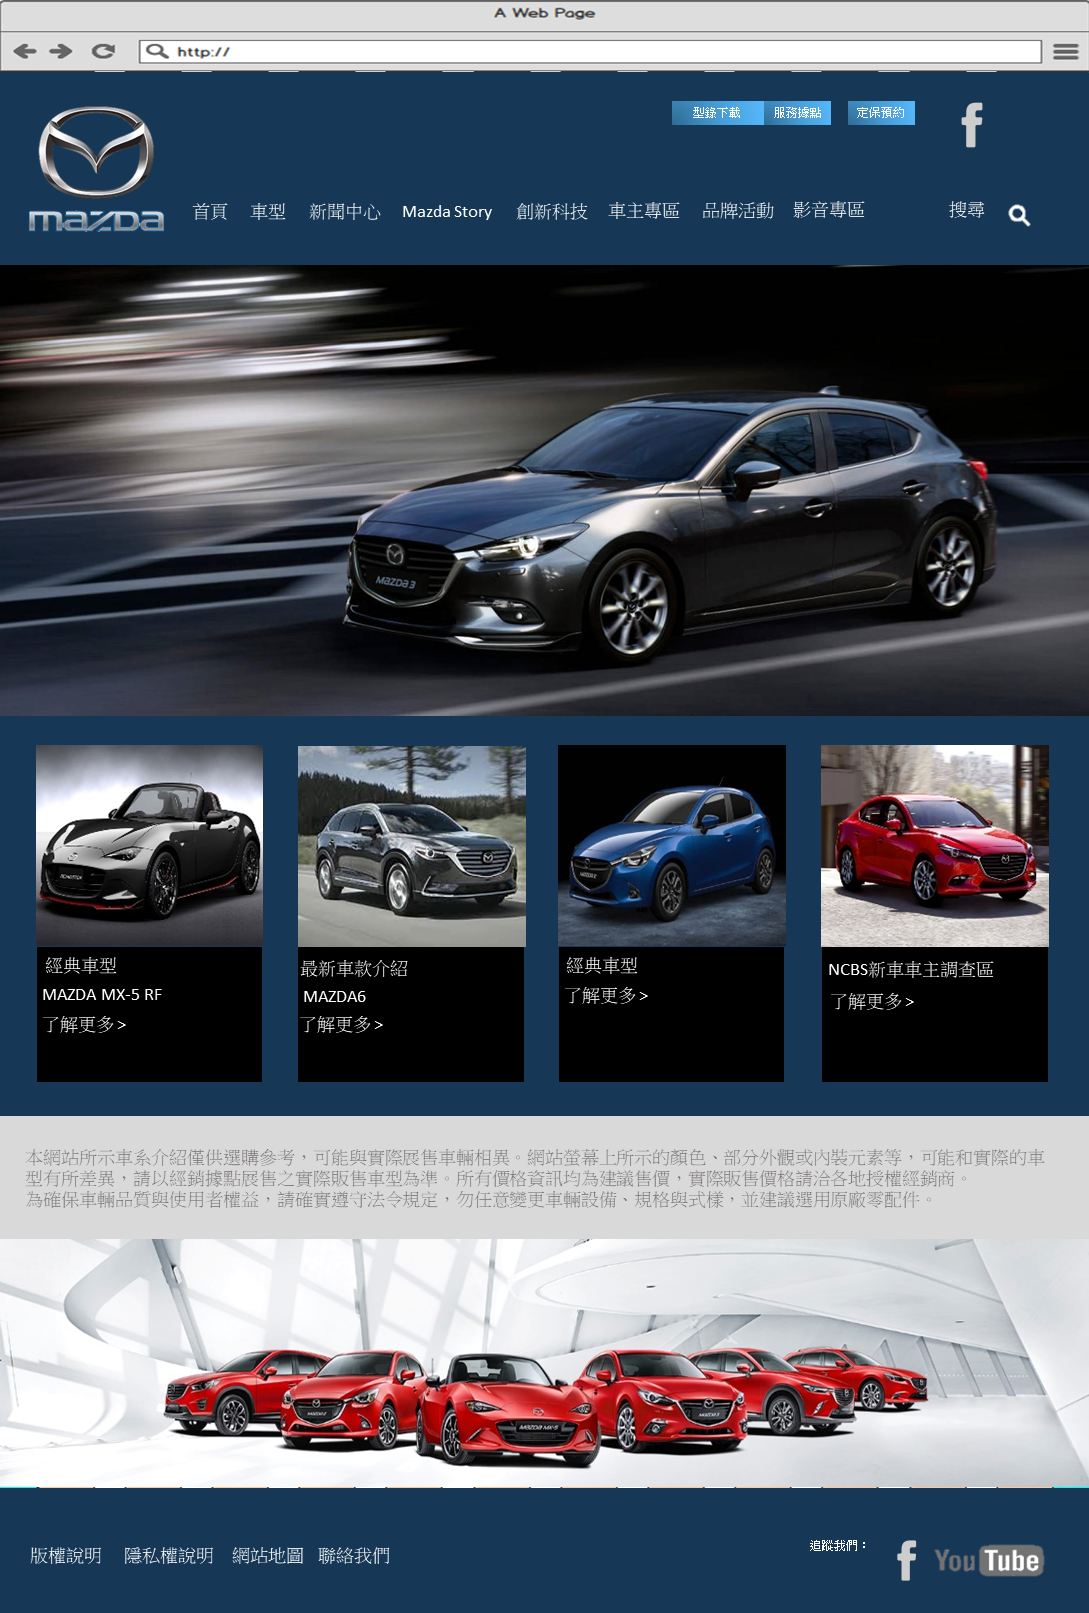 A Web Page
http://
型錄下載 服務據點 定保預約
mazda
首頁 車型 新聞中心 Mazda Story 創新科技 車主專區 品牌活動 影音專區 搜尋
MAZDA 3
ROADSTER
MAZDA 2
經典車型
MAZDA MX-5 RF
了解更多 >
最新車款介紹
MAZDA6
了解更多 >
經典車型
了解更多 >
NCBS新車車主調查區
了解更多 >
本網站所示車系介紹僅供選購參考，可能與實際展售車輛相異。網站螢幕上所示的顏色、部分外觀或內裝元素等，可能和實際的車
型有所差異，請以經銷據點展售之實際販售車型為準。所有價格資訊均為建議售價，實際販售價格請洽各地授權經銷商。
為確保車輛品質與使用者權益，請確實遵守法令規定，勿任意變更車輛設備、規格與式樣，並建議選用原廠零配件。
MAZDA MX-5
MAZDA 3
版權說明 隱私權說明 網站地圖 聯絡我們
追蹤我們：
YouTube